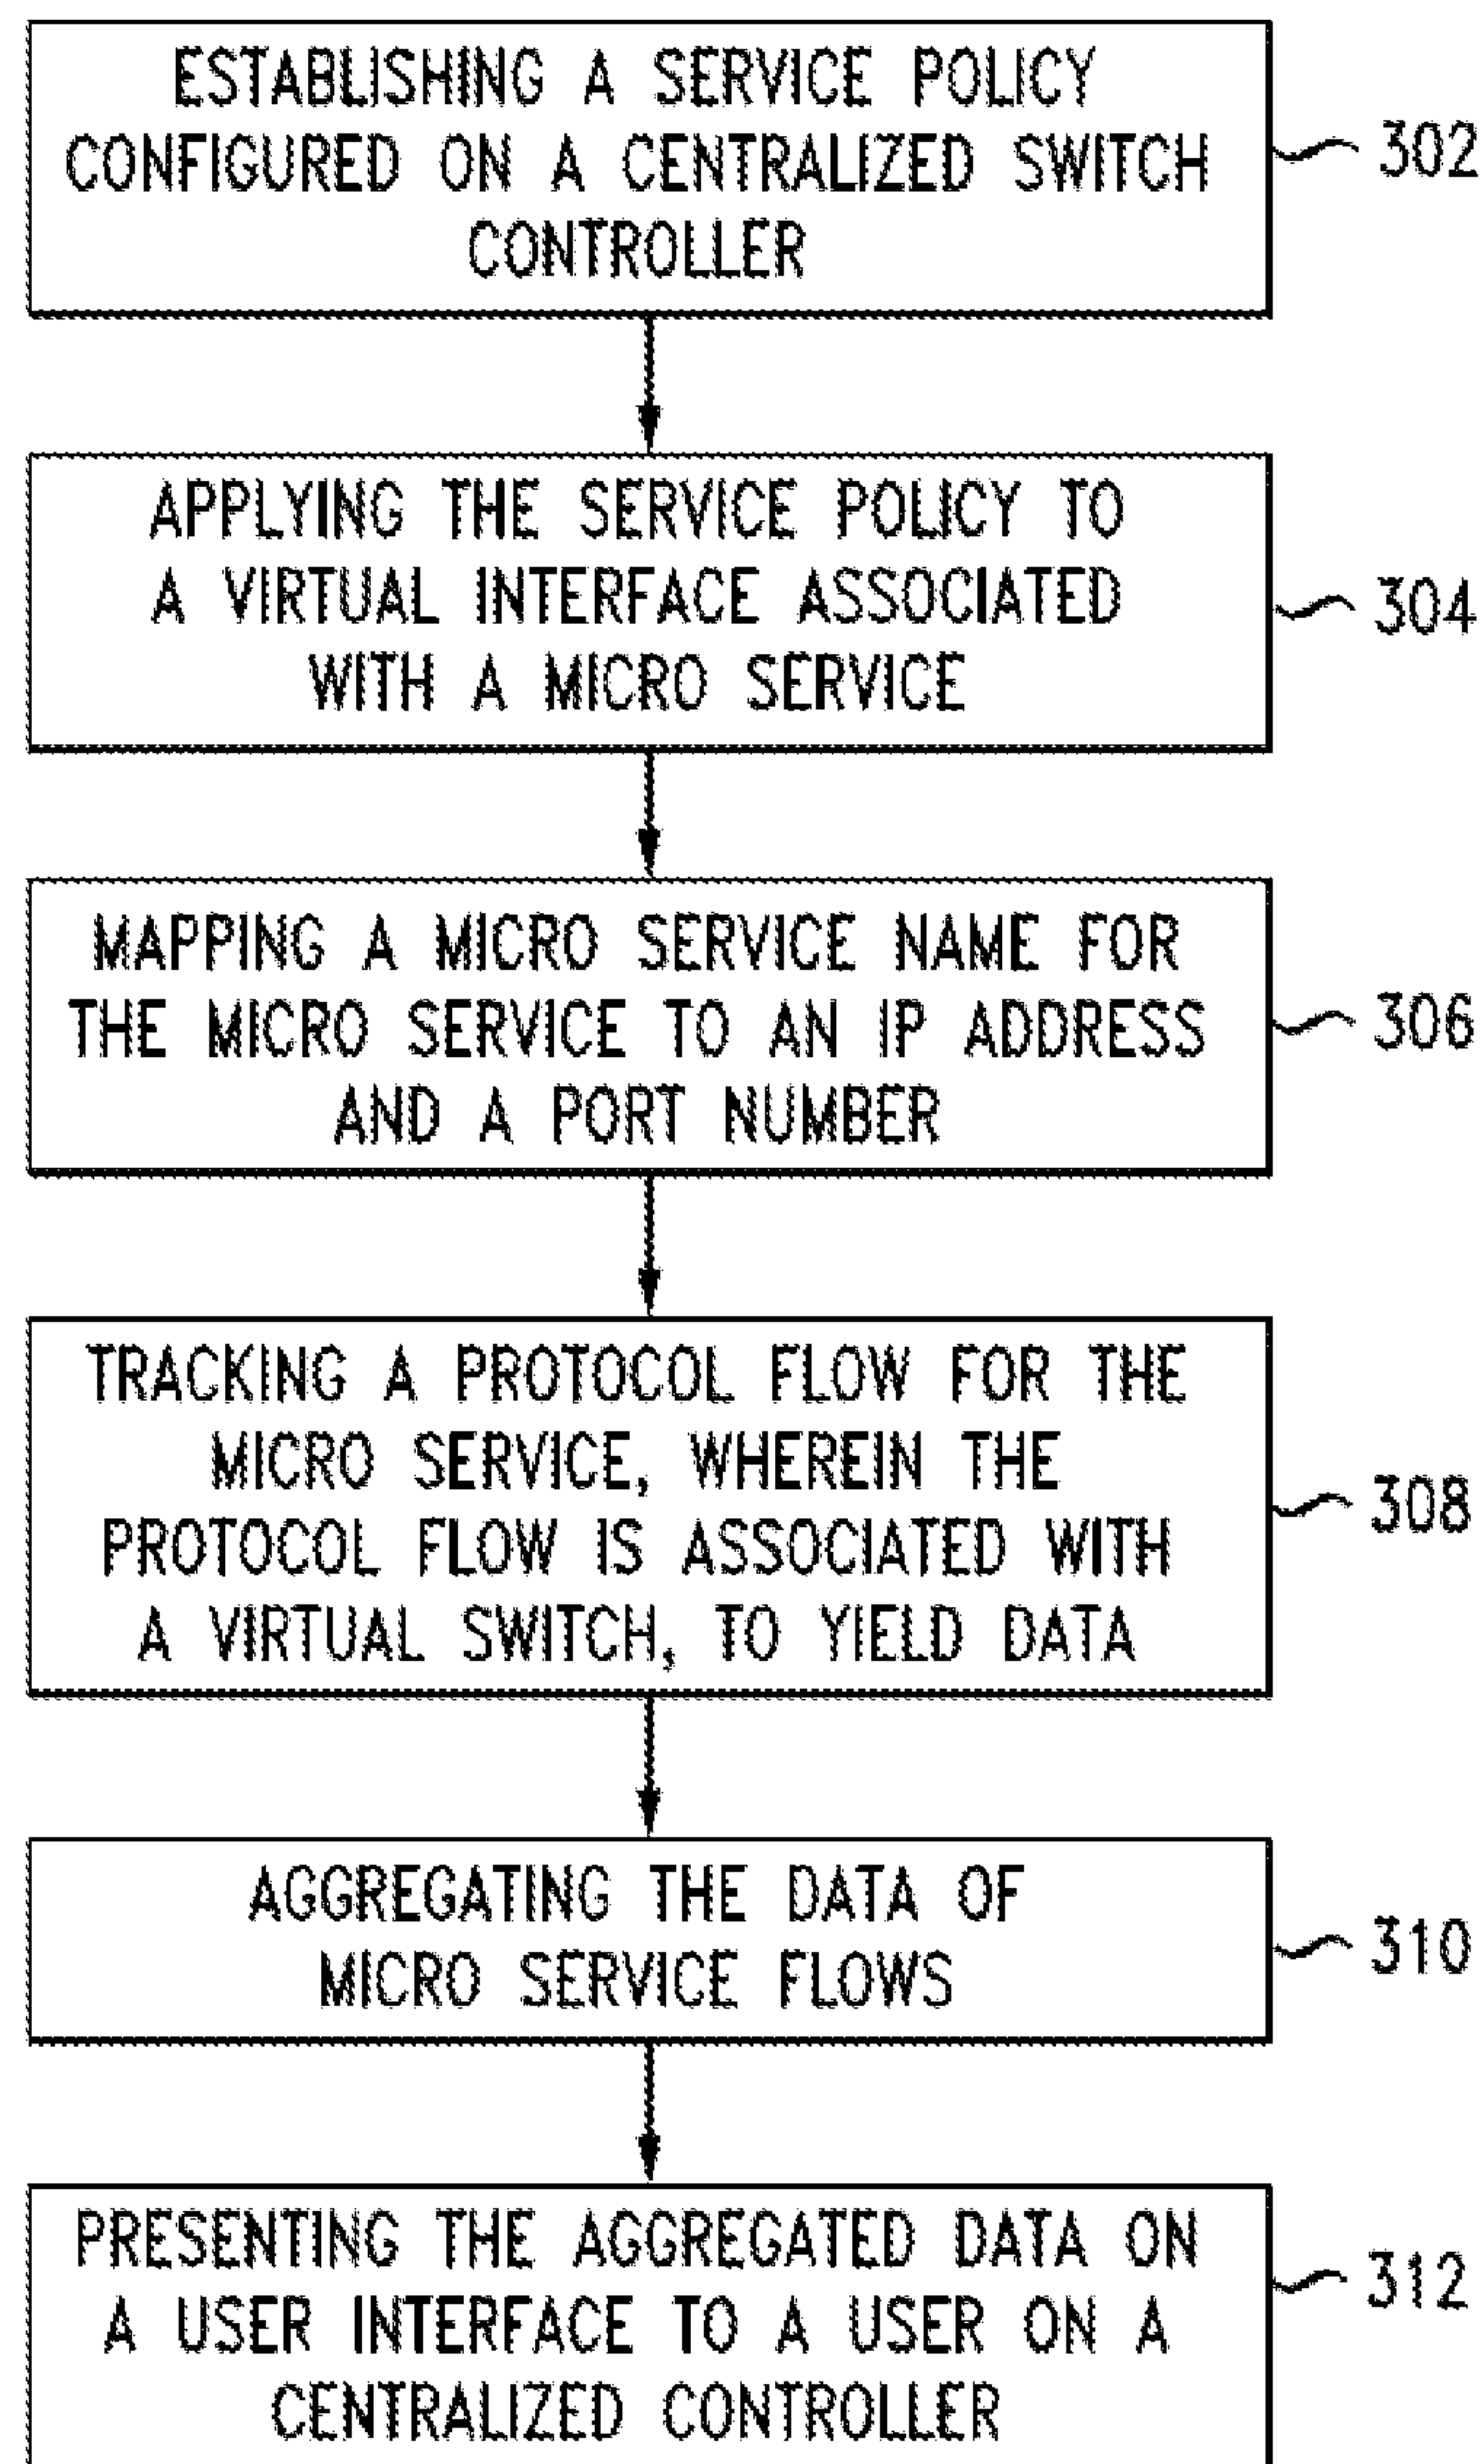 ESTABLISHING A SERVICE POLICY
CONFIGURED ON A CENTRALIZED SWITCH
CONTROLLER
302
APPLYING THE SERVICE POLICY TO
A VIRTUAL INTERFACE ASSOCIATED
WITH A MICRO SERVICE
304
MAPPING A MICRO SERVICE NAME FOR
THE MICRO SERVICE TO AN IP ADDRESS
AND A PORT NUMBER
306
TRACKING A PROTOCOL FLOW FOR THE
MICRO SERVICE, WHEREIN THE
PROTOCOL FLOW IS ASSOCIATED WITH
A VIRTUAL SWITCH, TO YIELD DATA
308
AGGREGATING THE DATA OF
MICRO SERVICE FLOWS
310
PRESENTING THE AGGREGATED DATA ON
A USER INTERFACE TO A USER ON A
CENTRALIZED CONTROLLER
312